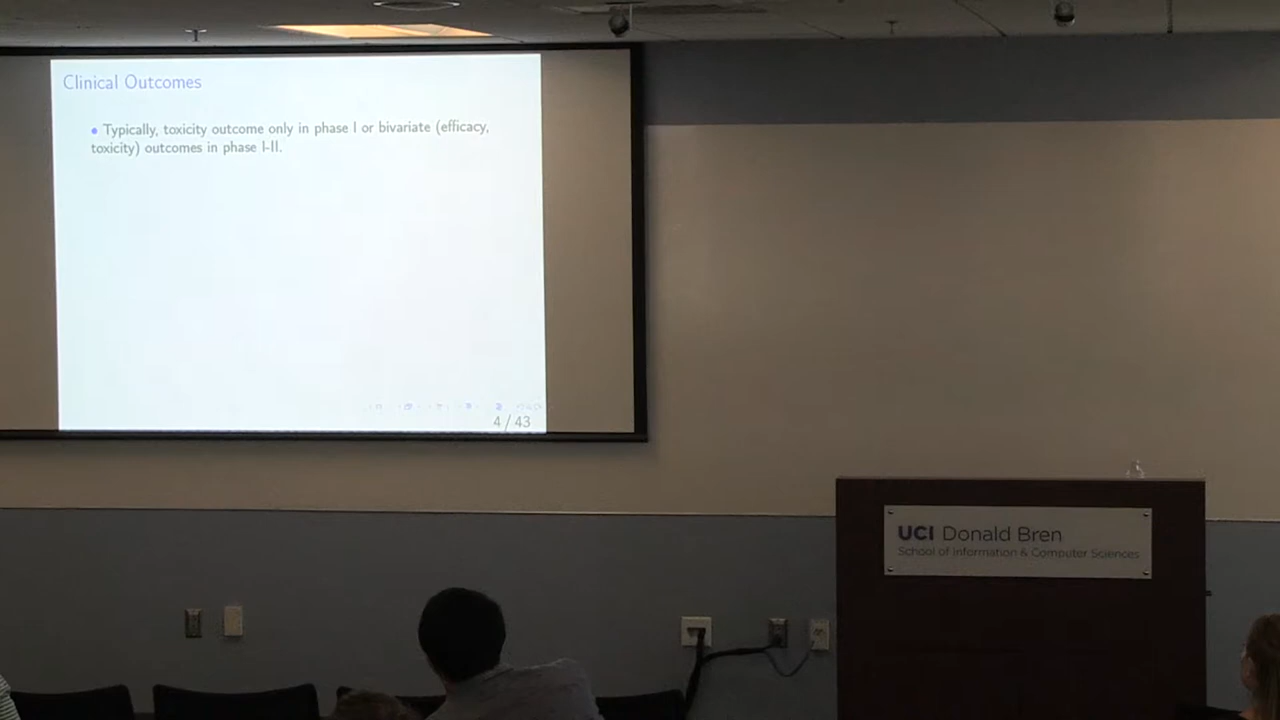 Clinical Outcomes
• Typically, toxicity outcome only in phase I or bivariate (efficacy,
toxicity) outcomes in phase I-II.
4 / 43
UCI Donald Bren
School of Information & Computer Sciences